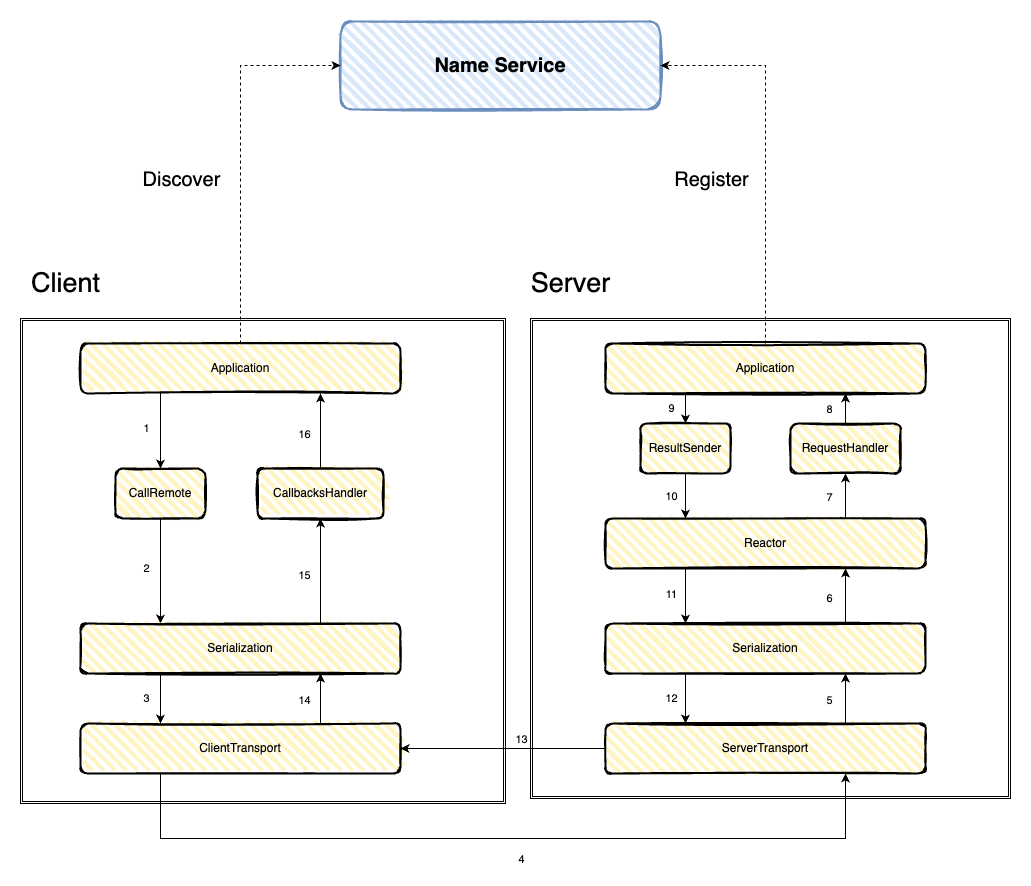 Name Service
Discover
Register
Client
Server
Application
Application
1
16
9
8
CallRemote
CallbacksHandler
ResultSender
RequestHandler
10
7
Reactor
2
15
11
6
Serialization
Serialization
3
14
12
5
ClientTransport
13
ServerTransport
4